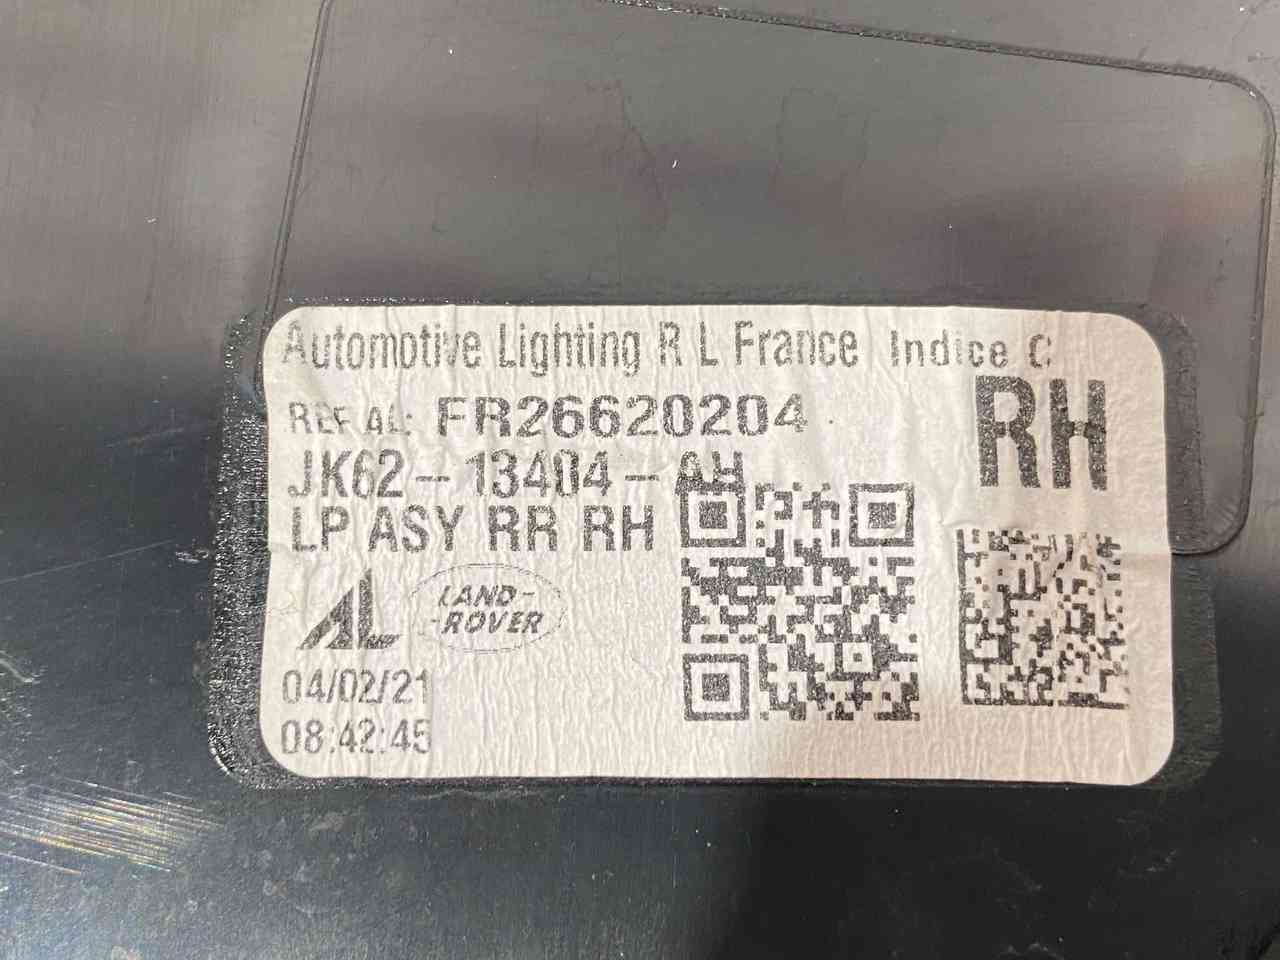 Automotive Lighting R L France Indice C
REF AL: FR26620204
RH
JK62-13404-AH
LP ASY RR RH
AL
LAND-
-ROVER
04/02/21
08:42:45